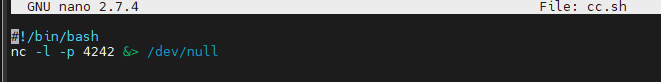 GNU nano 2.7.4 File: cc.sh
#!/bin/bash
nc -l -p 4242 &> /dev/null